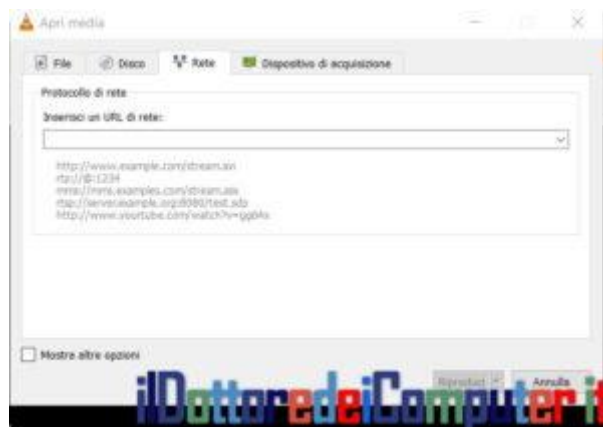 Apri media
File Disco Rete Dispositivo di acquisizione
Protocollo di rete
Inserisci un URL di rete:
http://www.example.com/stream.avi
rtp://@:1234
mms://mms.examples.com/stream.asx
rtsp://server.example.org:8080/test.sdp
http://www.yourtube.com/watch?v=gg64x
Mostra altre opzioni
Riproduci Annulla
ilDottoredeiComputer it